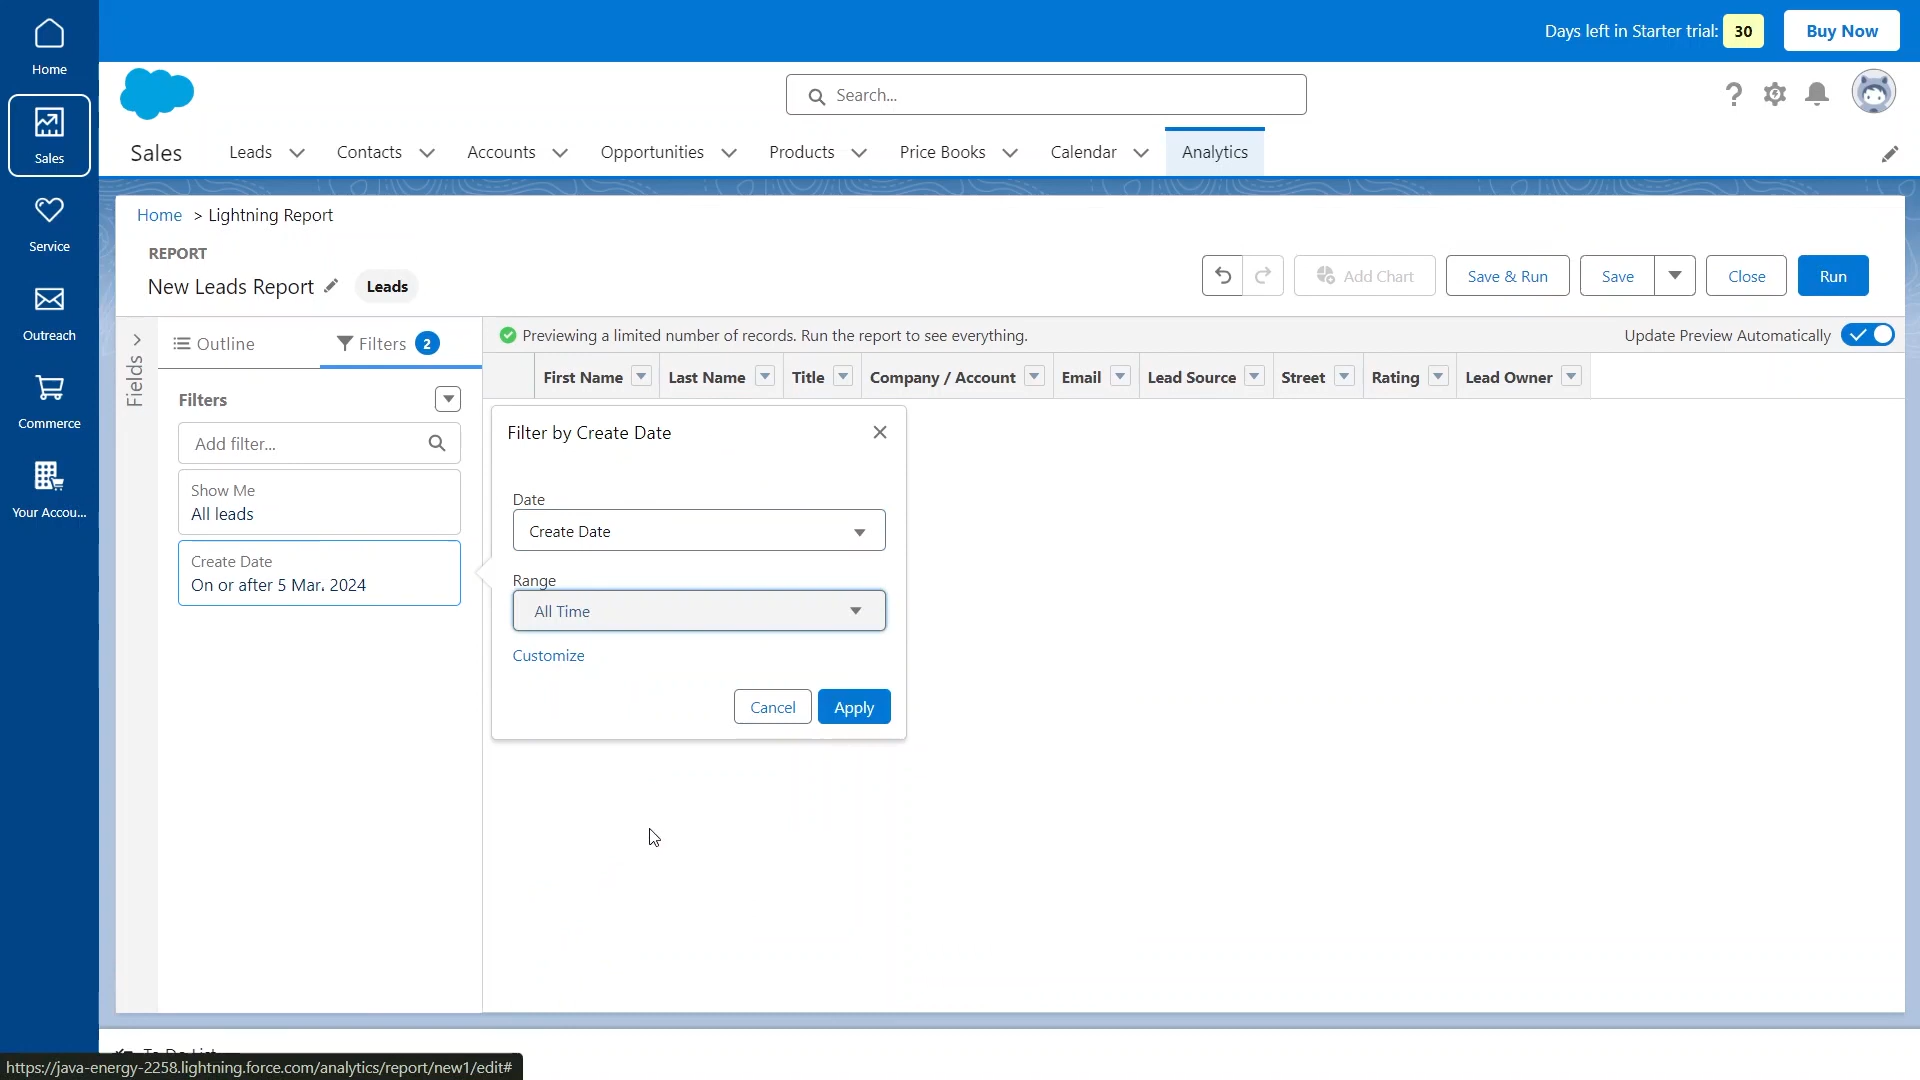 Days left in Starter trial: 30 Buy Now
Home
Search...
Sales
Sales Leads Contacts Accounts Opportunities Products Price Books Calendar Analytics
Service
Home > Lightning Report
REPORT
New Leads Report Leads
Add Chart Save & Run Save Close Run
Outreach
Fields
Outline Filters 2
Previewing a limited number of records. Run the report to see everything. Update Preview Automatically
First Name Last Name Title Company / Account Email Lead Source Street Rating Lead Owner
Filters
Commerce
Add filter...
Filter by Create Date
Show Me
All leads
Your Accou...
Date
Create Date
Create Date
On or after 5 Mar. 2024
Range
All Time
Customize
Cancel Apply
To Do List
https://java-energy-2258.lightning.force.com/analytics/report/new1/edit#